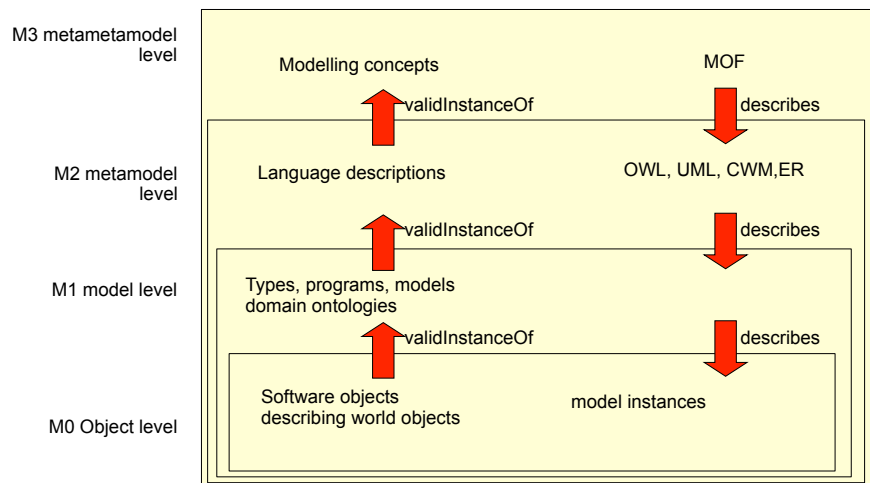 M3 metametamodel
level
Modelling concepts
MOF
validInstanceOf
describes
M2 metamodel
level
Language descriptions
OWL, UML, CWM,ER
validInstanceOf
describes
M1 model level
Types, programs, models
domain ontologies
validInstanceOf
describes
M0 Object level
Software objects
describing world objects
model instances